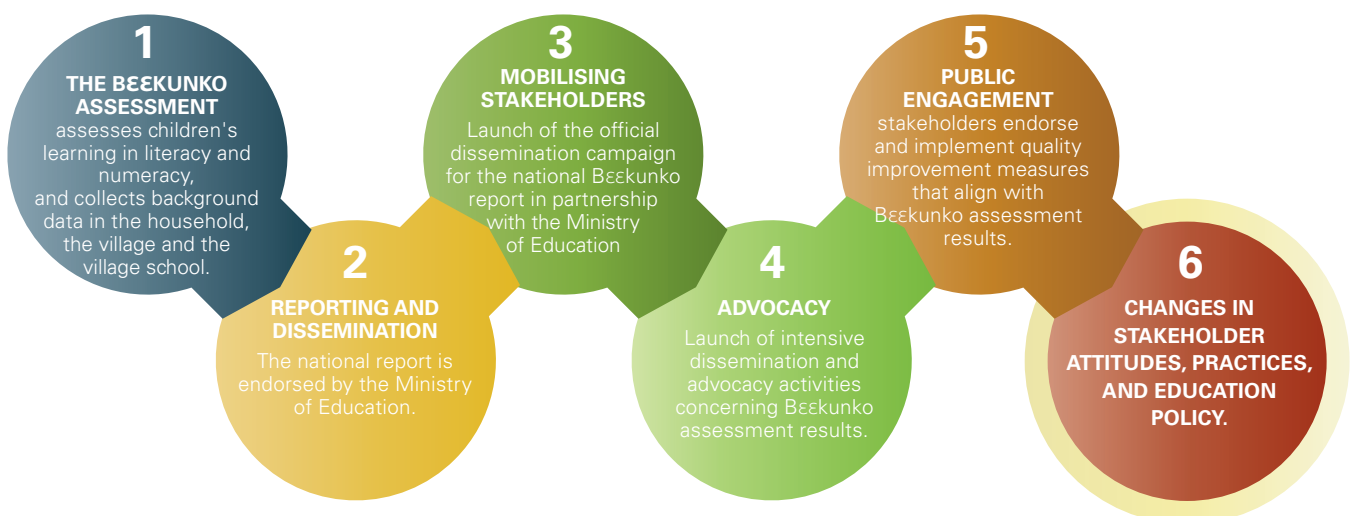 1
THE BƐƐKUNKO
ASSESSMENT
assesses children's
learning in literacy and
numeracy,
and collects background
data in the household,
the village and the
village school.
2
REPORTING AND
DISSEMINATION
The national report is
endorsed by the Ministry
of Education.
3
MOBILISING
STAKEHOLDERS
Launch of the official
dissemination campaign
for the national Bɛɛkunko
report in partnership
with the Ministry
of Education
4
ADVOCACY
Launch of intensive
dissemination and
advocacy activities
concerning Bɛɛkunko
assessment results.
5
PUBLIC
ENGAGEMENT
stakeholders endorse
and implement quality
improvement measures
that align with
Bɛɛkunko assessment
results.
6
CHANGES IN
STAKEHOLDER
ATTITUDES, PRACTICES,
AND EDUCATION
POLICY.